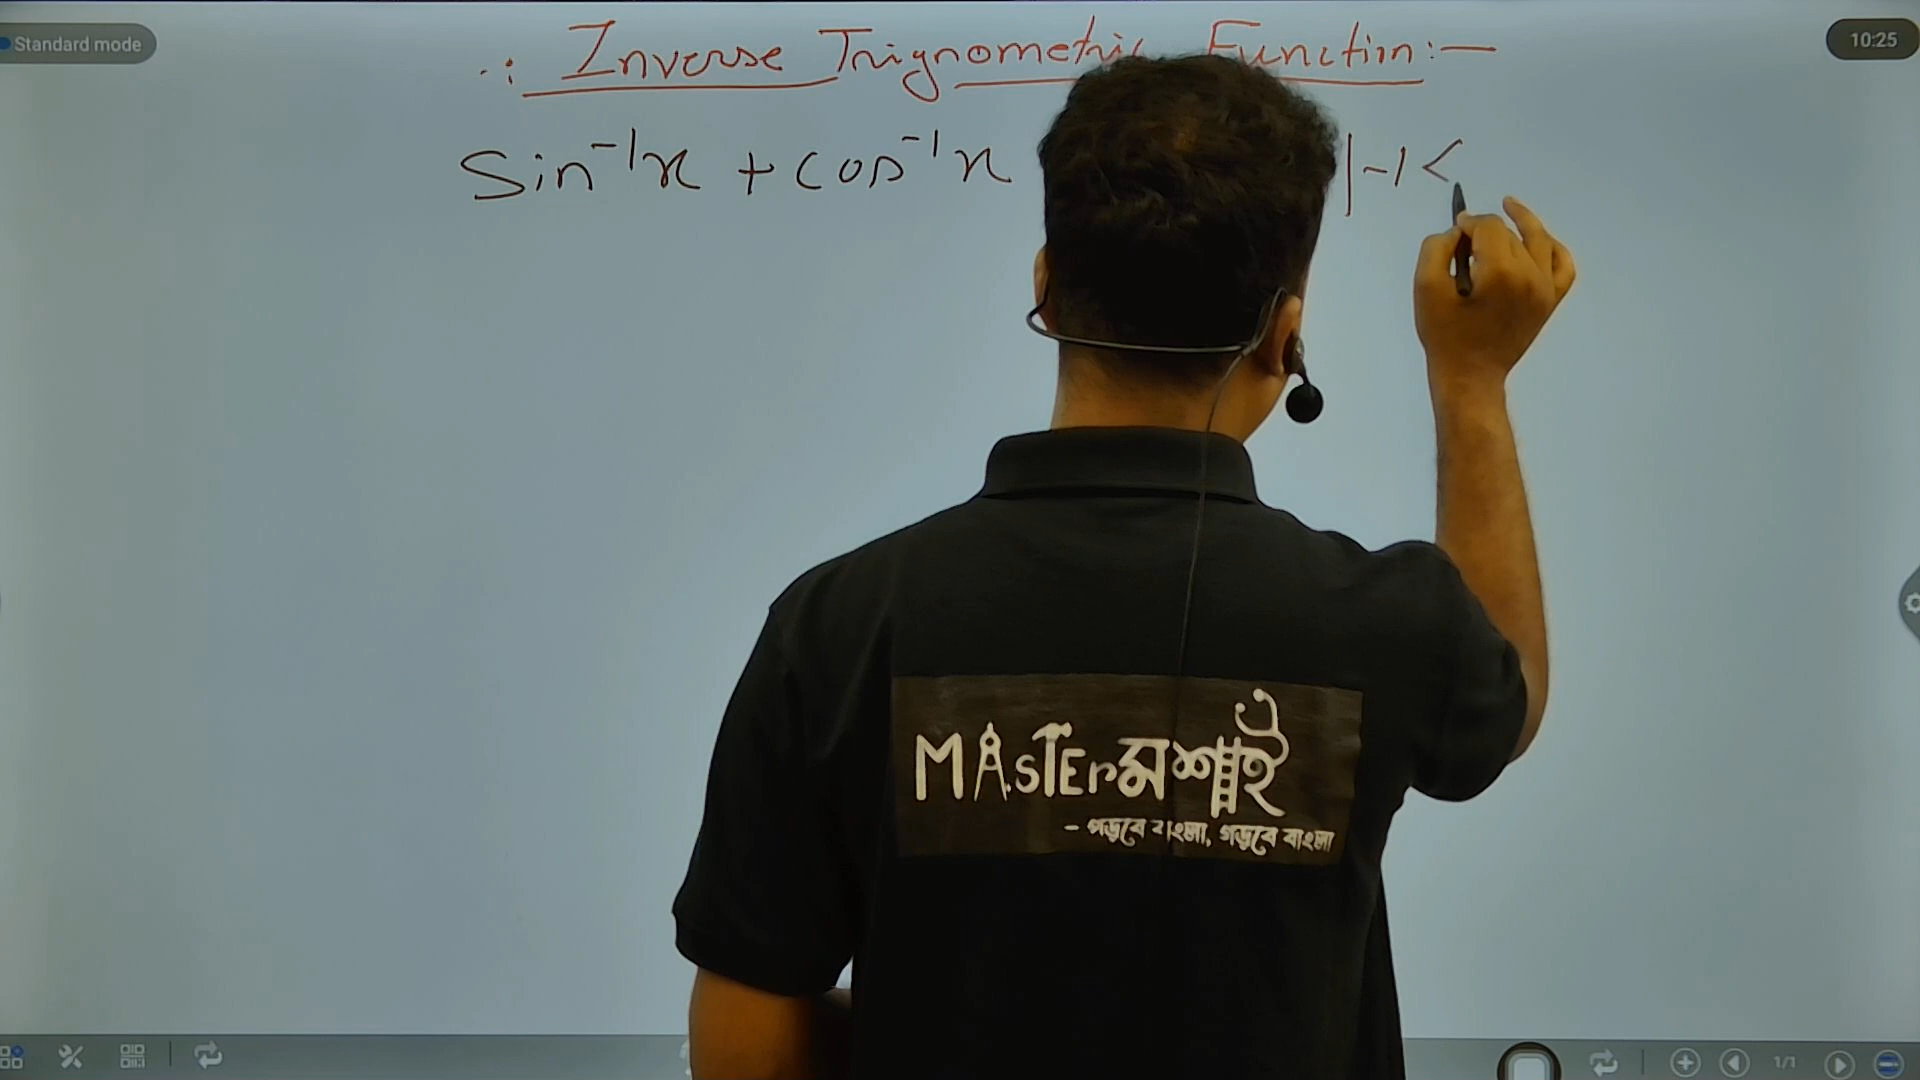 Standard mode
10:25
∴ Inverse Trignometric Function:—
Sin⁻¹x + cos⁻¹x |-1<
MAsTErমশাই
- পড়বে বাংলা, গড়বে বাংলা
1/1